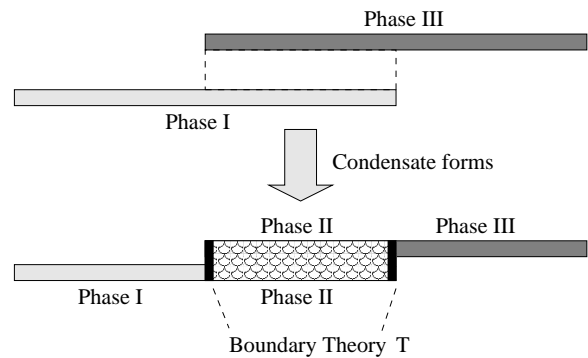 Phase III
Phase I
Condensate forms
Phase II
Phase III
Phase I
Phase II
Boundary Theory T